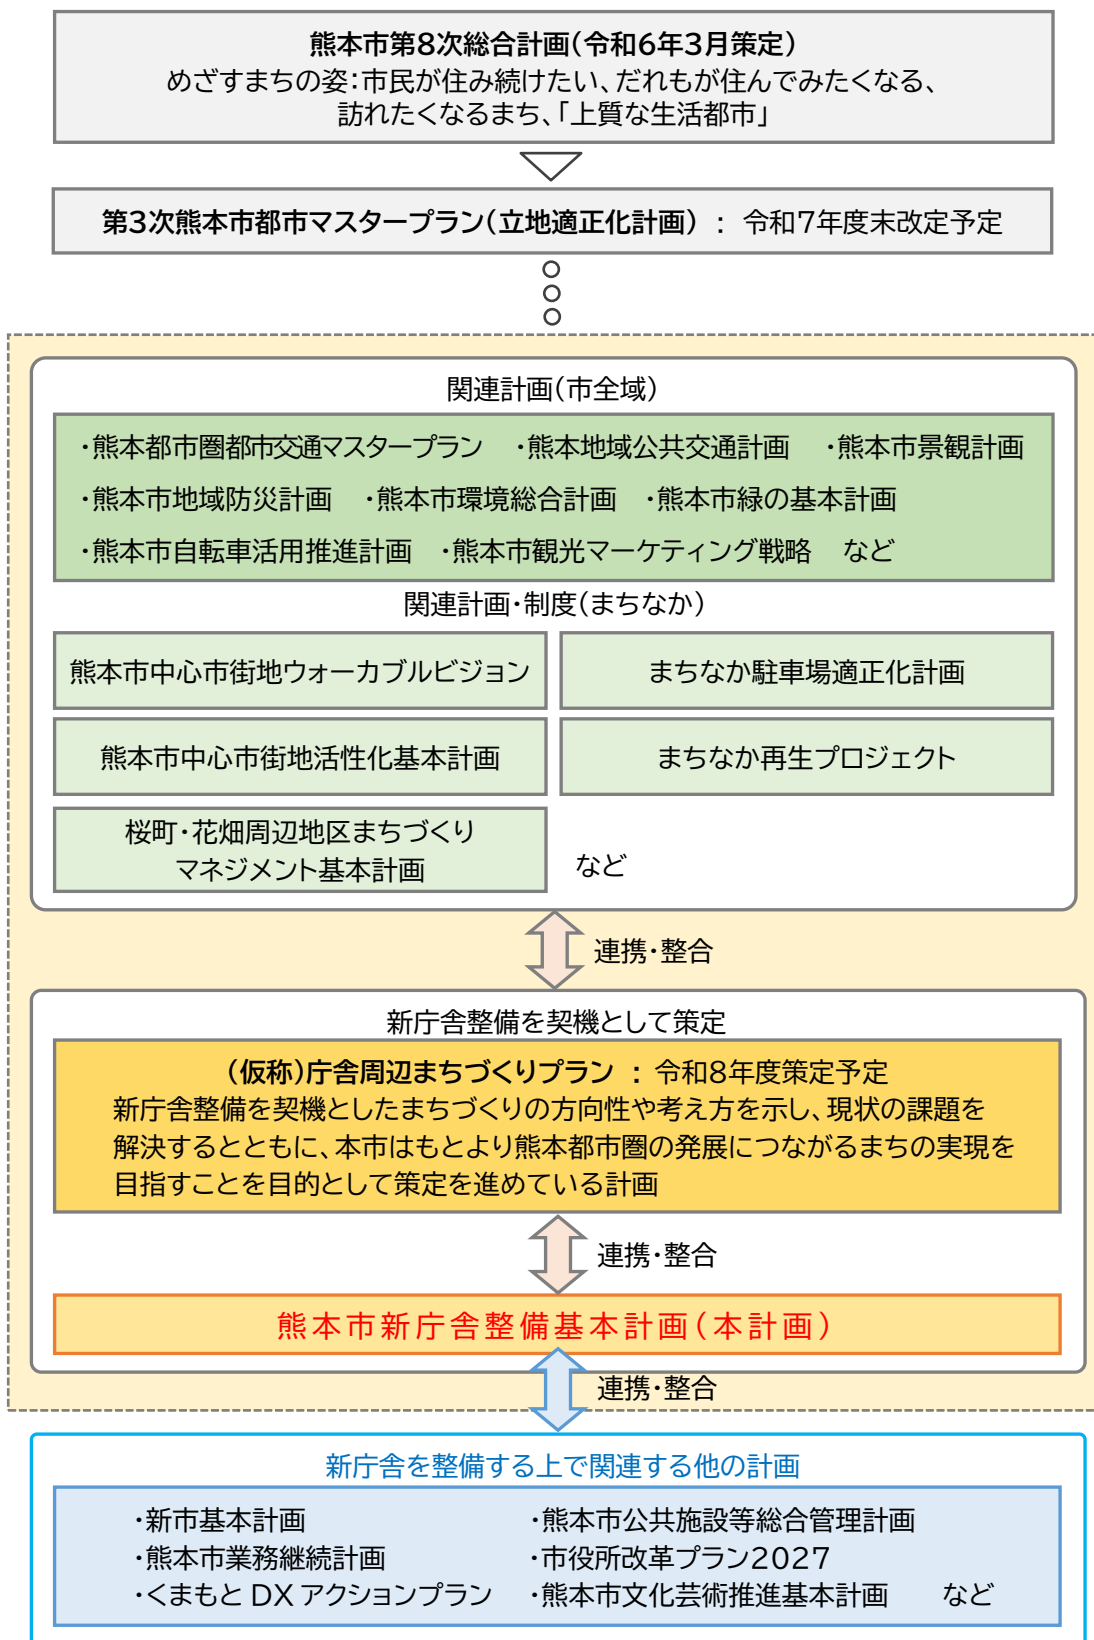 熊本市第8次総合計画（令和6年3月策定）
めざすまちの姿：市民が住み続けたい、だれもが住んでみたくなる、
訪れたくなるまち、「上質な生活都市」
第3次熊本市都市マスタープラン（立地適正化計画） ： 令和7年度末改定予定
関連計画（市全域）
・熊本都市圏都市交通マスタープラン ・熊本地域公共交通計画 ・熊本市景観計画
・熊本市地域防災計画 ・熊本市環境総合計画 ・熊本市緑の基本計画
・熊本市自転車活用推進計画 ・熊本市観光マーケティング戦略 など
関連計画・制度（まちなか）
熊本市中心市街地ウォーカブルビジョン まちなか駐車場適正化計画
熊本市中心市街地活性化基本計画 まちなか再生プロジェクト
桜町・花畑周辺地区まちづくり
マネジメント基本計画
など
連携・整合
新庁舎整備を契機として策定
（仮称）庁舎周辺まちづくりプラン ： 令和8年度策定予定
新庁舎整備を契機としたまちづくりの方向性や考え方を示し、現状の課題を
解決するとともに、本市はもとより熊本都市圏の発展につながるまちの実現を
目指すことを目的として策定を進めている計画
連携・整合
熊本市新庁舎整備基本計画（本計画）
連携・整合
新庁舎を整備する上で関連する他の計画
・新市基本計画 ・熊本市公共施設等総合管理計画
・熊本市業務継続計画 ・市役所改革プラン2027
・くまもと DX アクションプラン ・熊本市文化芸術推進基本計画 など